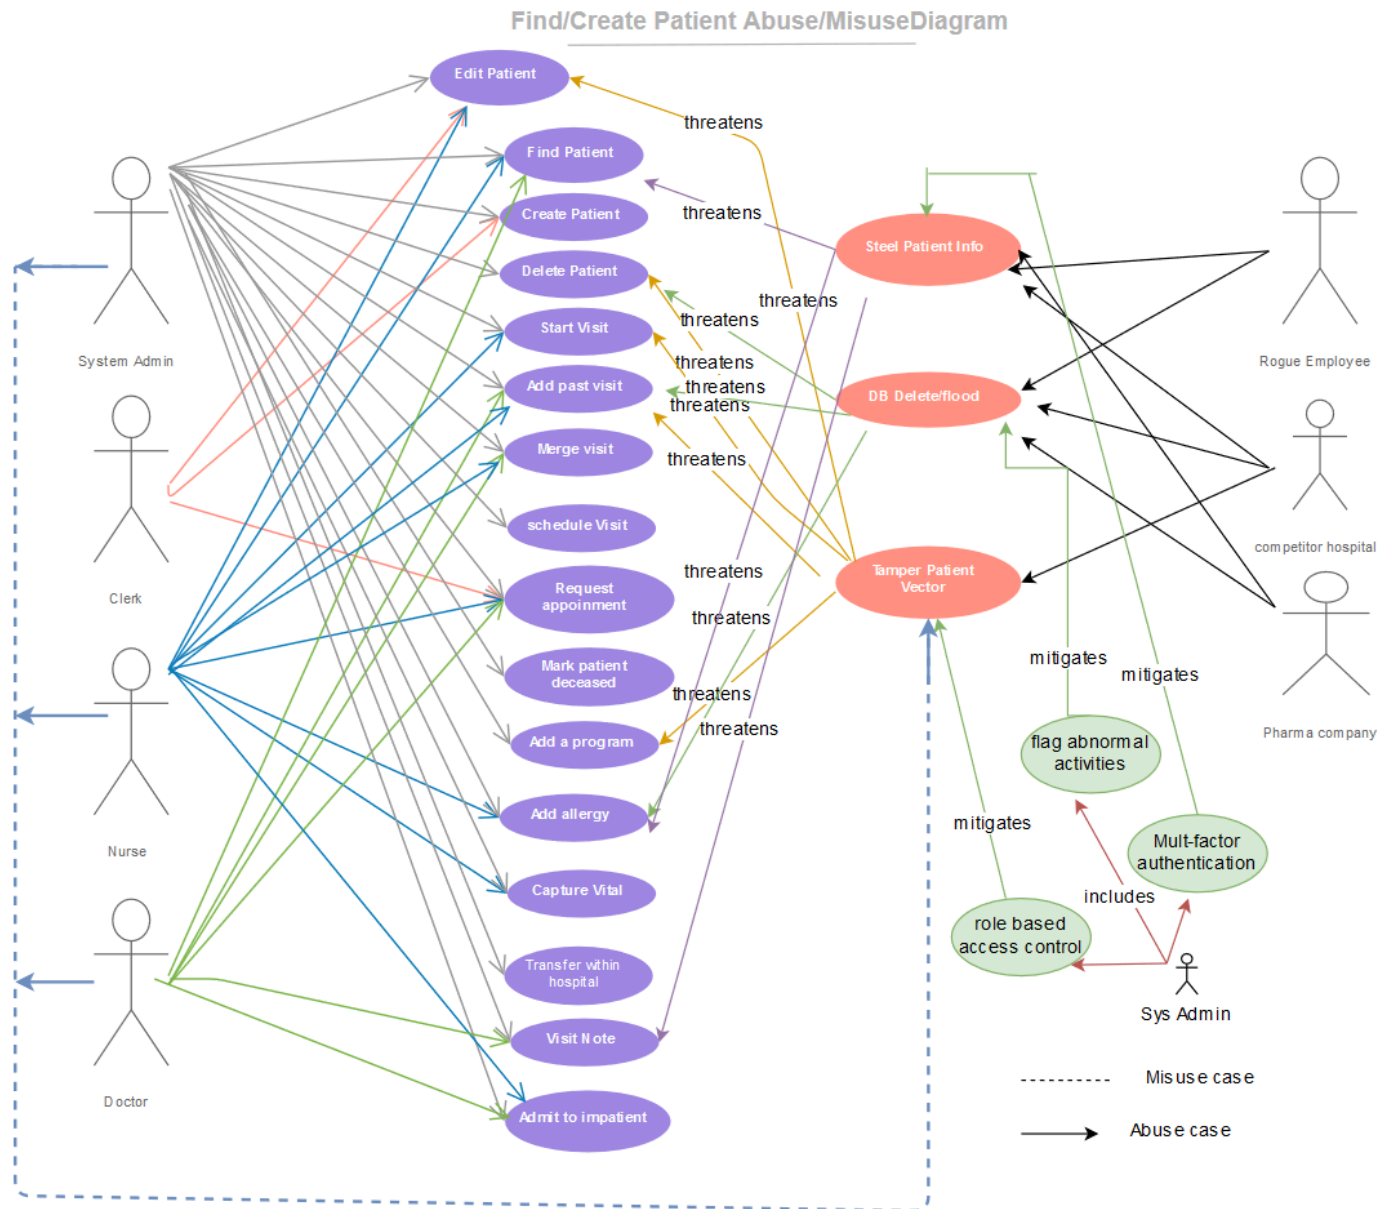 Find/Create Patient Abuse/MisuseDiagram
Edit Patient
threatens
Find Patient
Create Patient
threatens
Steel Patient Info
Delete Patient
threatens
Start Visit
threatens
System Admin
threatens
Rogue Employee
Add past visit
threatens
threatens
DB Delete/flood
Merge visit
threatens
schedule Visit
competitor hospital
Clerk
Request
appoinment
threatens
Tamper Patient
Vector
threatens
Mark patient
deceased
mitigates
mitigates
threatens
Add a program
threatens
Pharma company
flag abnormal
activities
Add allergy
mitigates
Nurse
Mult-factor
authentication
Capture Vital
includes
role based
access control
Transfer within
hospital
Sys Admin
Visit Note
Misuse case
Doctor
Admit to impatient
Abuse case